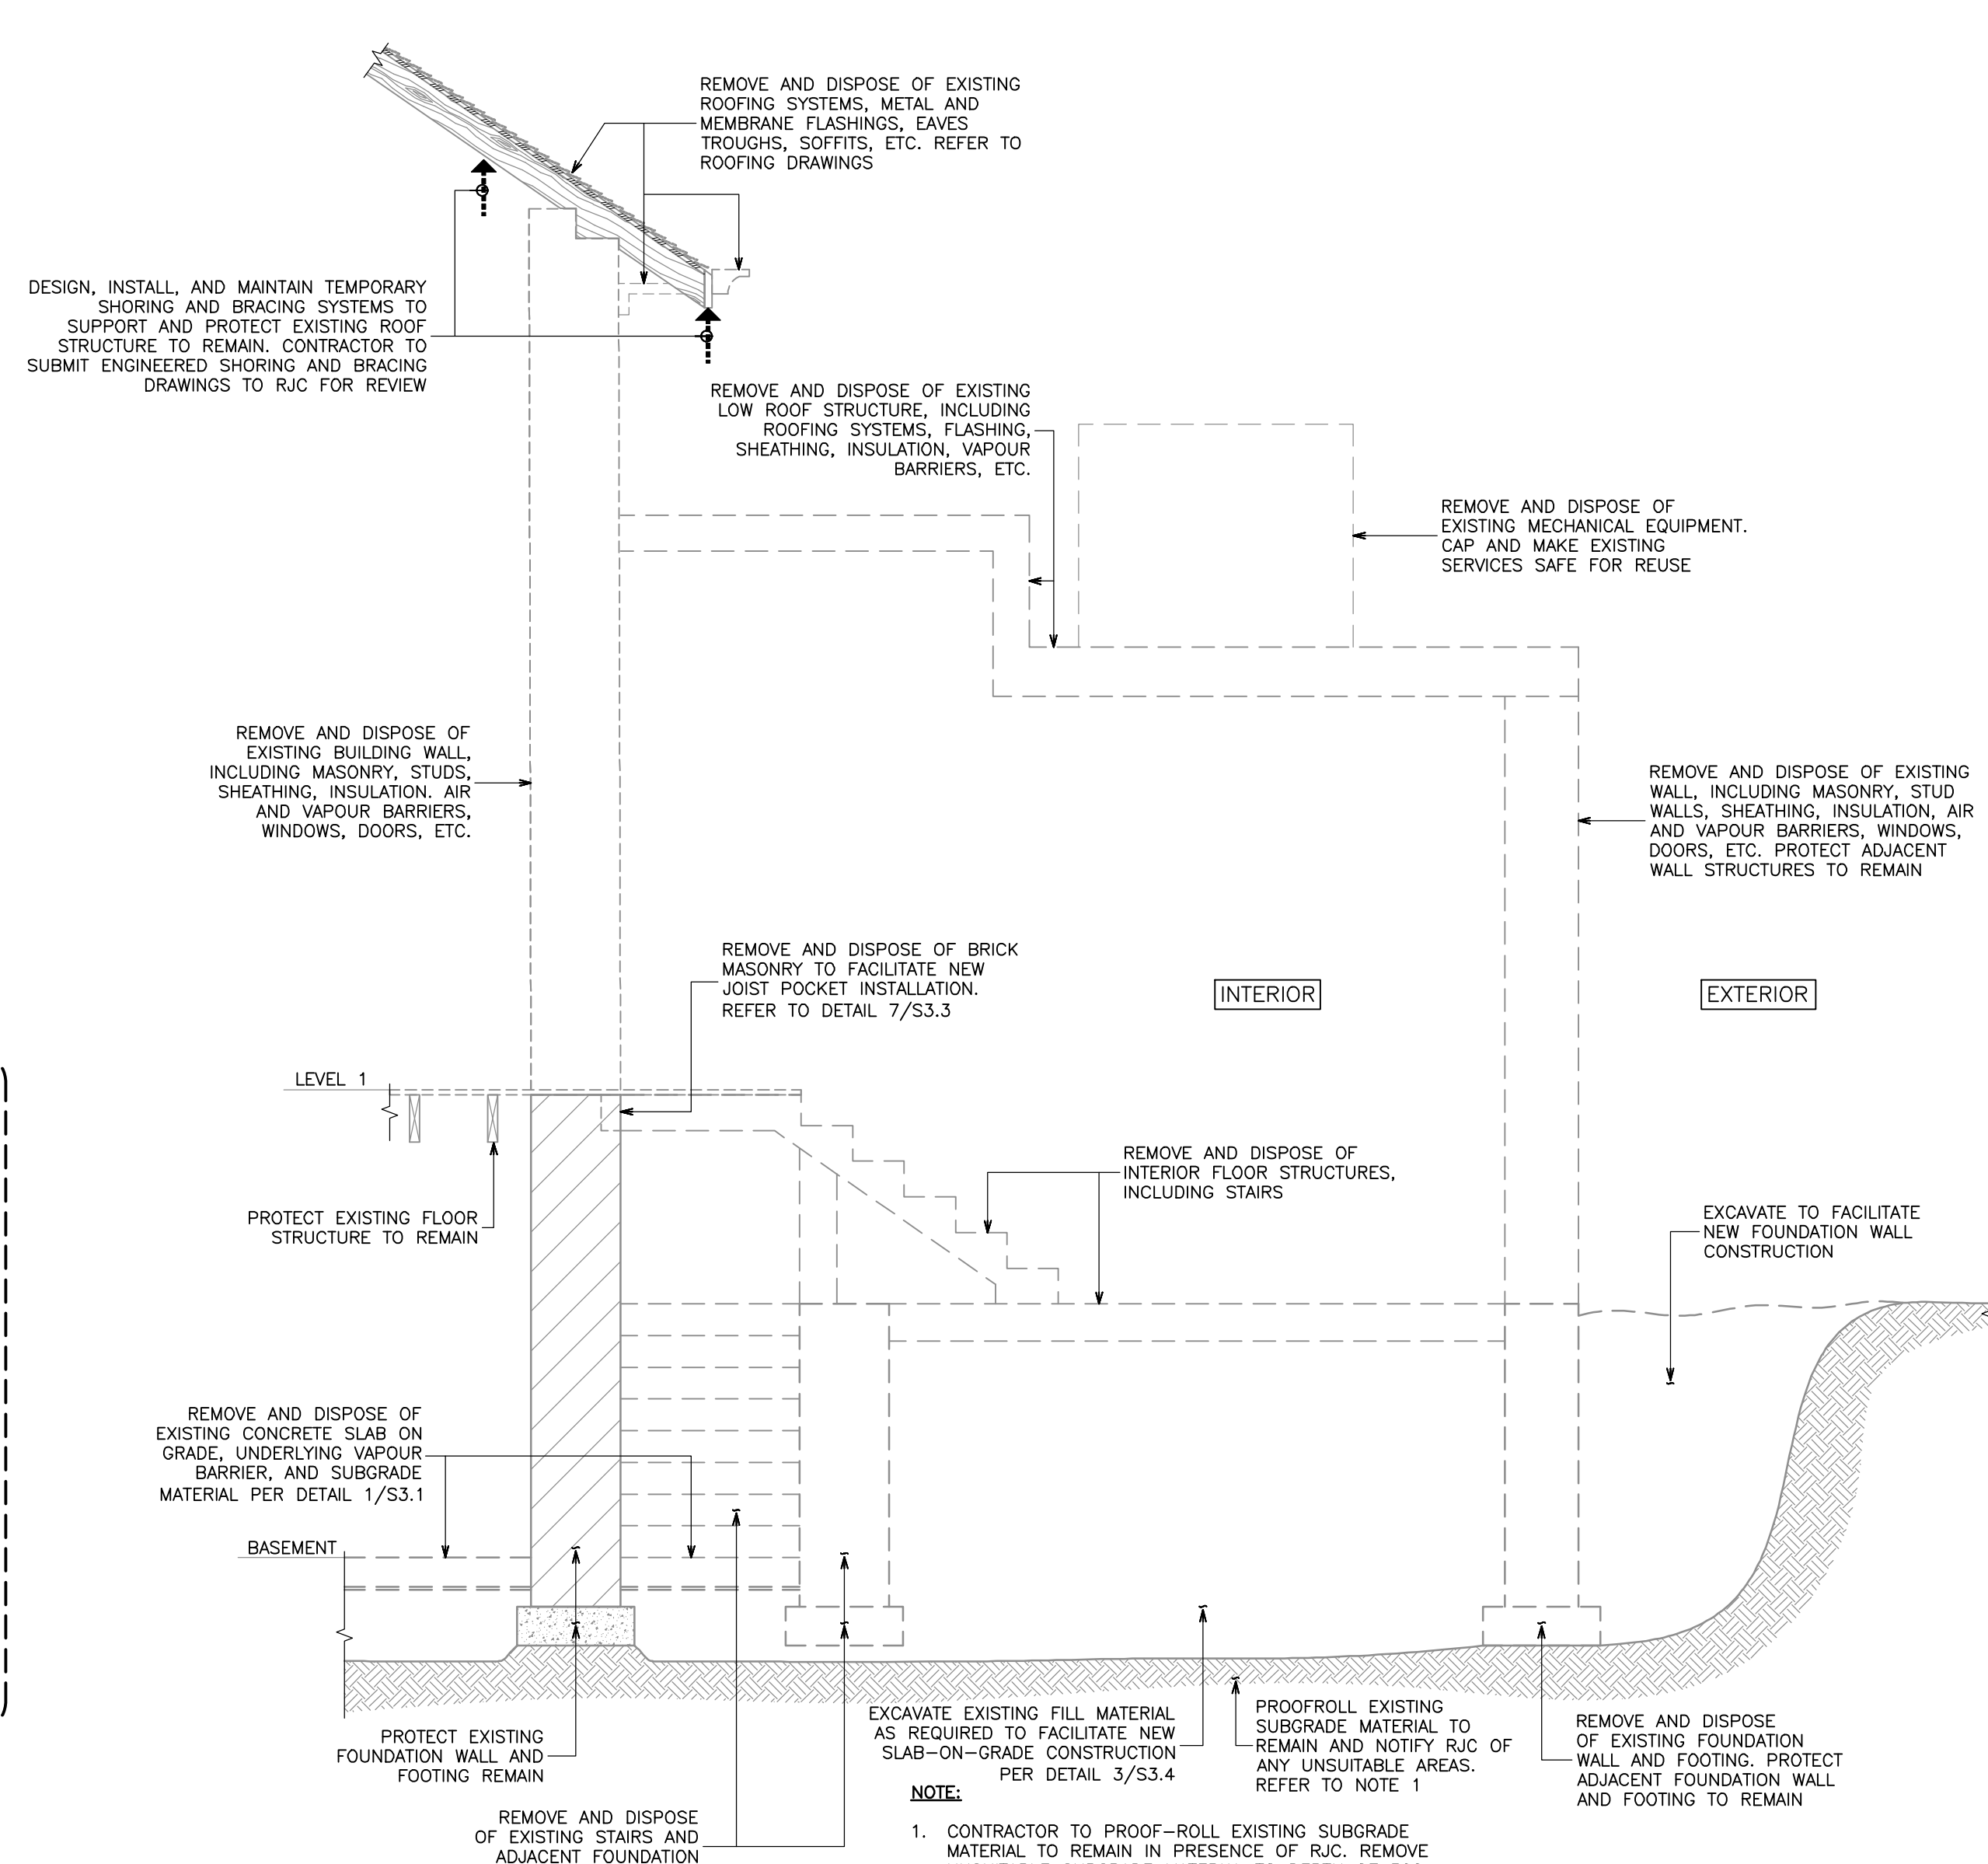 REMOVE AND DISPOSE OF EXISTING
ROOFING SYSTEMS, METAL AND
MEMBRANE FLASHINGS, EAVES
TROUGHS, SOFFITS, ETC. REFER TO
ROOFING DRAWINGS
DESIGN, INSTALL, AND MAINTAIN TEMPORARY
SHORING AND BRACING SYSTEMS TO
SUPPORT AND PROTECT EXISTING ROOF
STRUCTURE TO REMAIN. CONTRACTOR TO
SUBMIT ENGINEERED SHORING AND BRACING
DRAWINGS TO RJC FOR REVIEW
REMOVE AND DISPOSE OF EXISTING
LOW ROOF STRUCTURE, INCLUDING
ROOFING SYSTEMS, FLASHING,
SHEATHING, INSULATION, VAPOUR
BARRIERS, ETC.
REMOVE AND DISPOSE OF
EXISTING MECHANICAL EQUIPMENT.
CAP AND MAKE EXISTING
SERVICES SAFE FOR REUSE
REMOVE AND DISPOSE OF
EXISTING BUILDING WALL,
INCLUDING MASONRY, STUDS,
SHEATHING, INSULATION. AIR
AND VAPOUR BARRIERS,
WINDOWS, DOORS, ETC.
REMOVE AND DISPOSE OF EXISTING
WALL, INCLUDING MASONRY, STUD
WALLS, SHEATHING, INSULATION, AIR
AND VAPOUR BARRIERS, WINDOWS,
DOORS, ETC. PROTECT ADJACENT
WALL STRUCTURES TO REMAIN
REMOVE AND DISPOSE OF BRICK
MASONRY TO FACILITATE NEW
JOIST POCKET INSTALLATION.
REFER TO DETAIL 7/S3.3
INTERIOR
EXTERIOR
LEVEL 1
PROTECT EXISTING FLOOR
STRUCTURE TO REMAIN
REMOVE AND DISPOSE OF
INTERIOR FLOOR STRUCTURES,
INCLUDING STAIRS
EXCAVATE TO FACILITATE
NEW FOUNDATION WALL
CONSTRUCTION
REMOVE AND DISPOSE OF
EXISTING CONCRETE SLAB ON
GRADE, UNDERLYING VAPOUR
BARRIER, AND SUBGRADE
MATERIAL PER DETAIL 1/S3.1
BASEMENT
PROTECT EXISTING
FOUNDATION WALL AND
FOOTING REMAIN
REMOVE AND DISPOSE
OF EXISTING STAIRS AND
ADJACENT FOUNDATION
EXCAVATE EXISTING FILL MATERIAL
AS REQUIRED TO FACILITATE NEW
SLAB-ON-GRADE CONSTRUCTION
PER DETAIL 3/S3.4
PROOFROLL EXISTING
SUBGRADE MATERIAL TO
REMAIN AND NOTIFY RJC OF
ANY UNSUITABLE AREAS.
REFER TO NOTE 1
REMOVE AND DISPOSE
OF EXISTING FOUNDATION
WALL AND FOOTING. PROTECT
ADJACENT FOUNDATION WALL
AND FOOTING TO REMAIN
NOTE:
1. CONTRACTOR TO PROOF-ROLL EXISTING SUBGRADE
MATERIAL TO REMAIN IN PRESENCE OF RJC. REMOVE